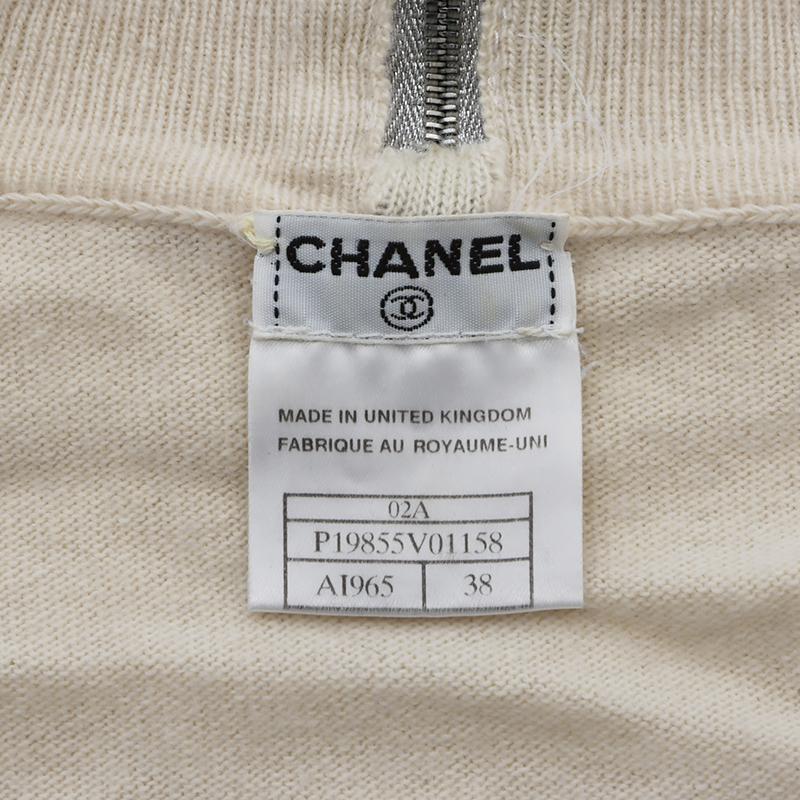 CHANEL
MADE IN UNITED KINGDOM
FABRIQUE AU ROYAUME-UNI
02A
P19855V01158
AI965 38